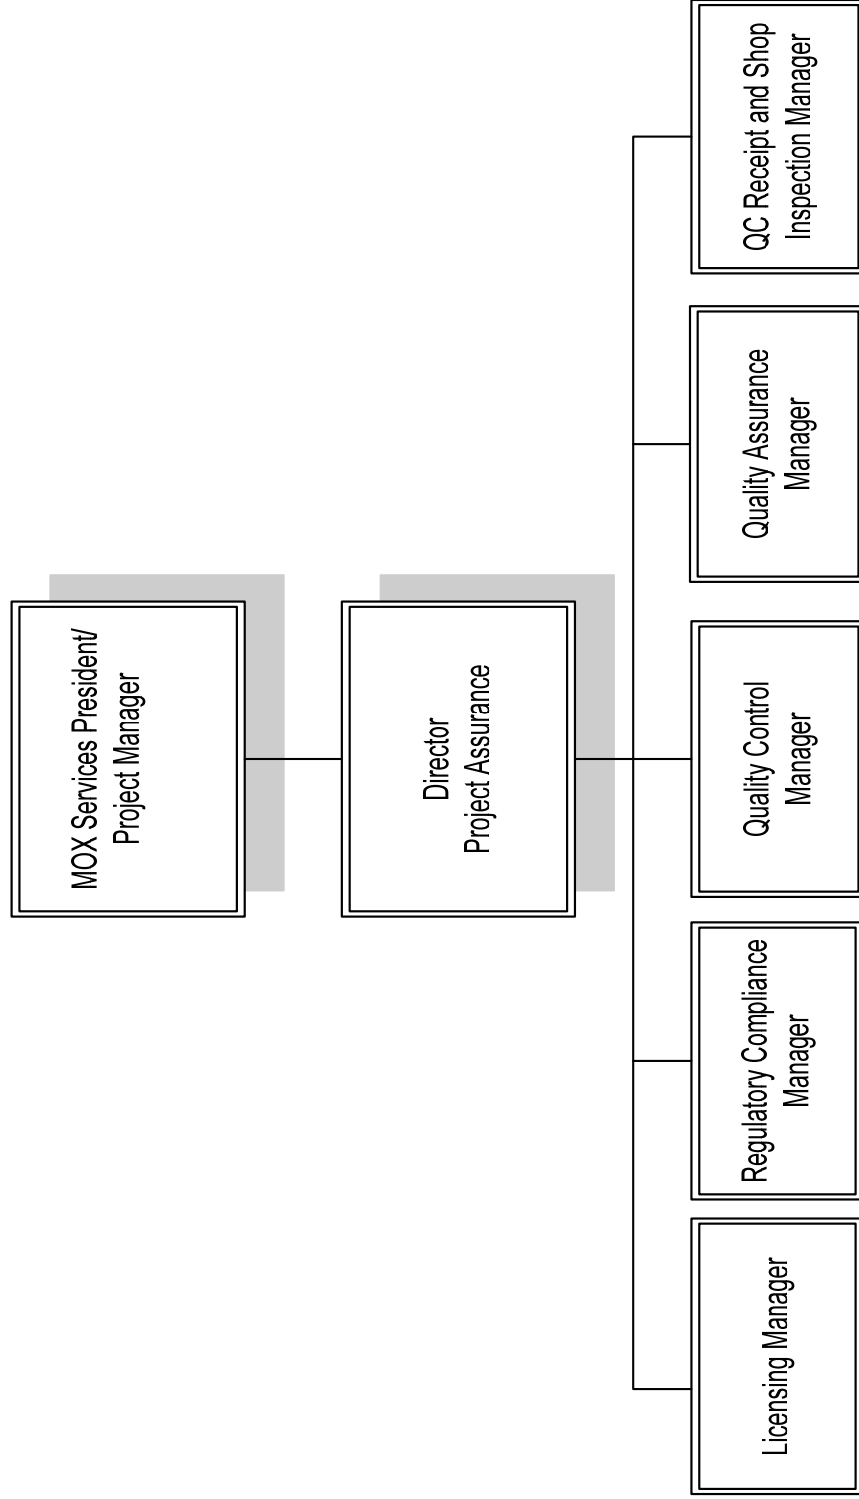 MOX Services President/
Project Manager
Director
Project Assurance
Licensing Manager
Regulatory Compliance
Manager
Quality Control
Manager
Quality Assurance
Manager
QC Receipt and Shop
Inspection Manager